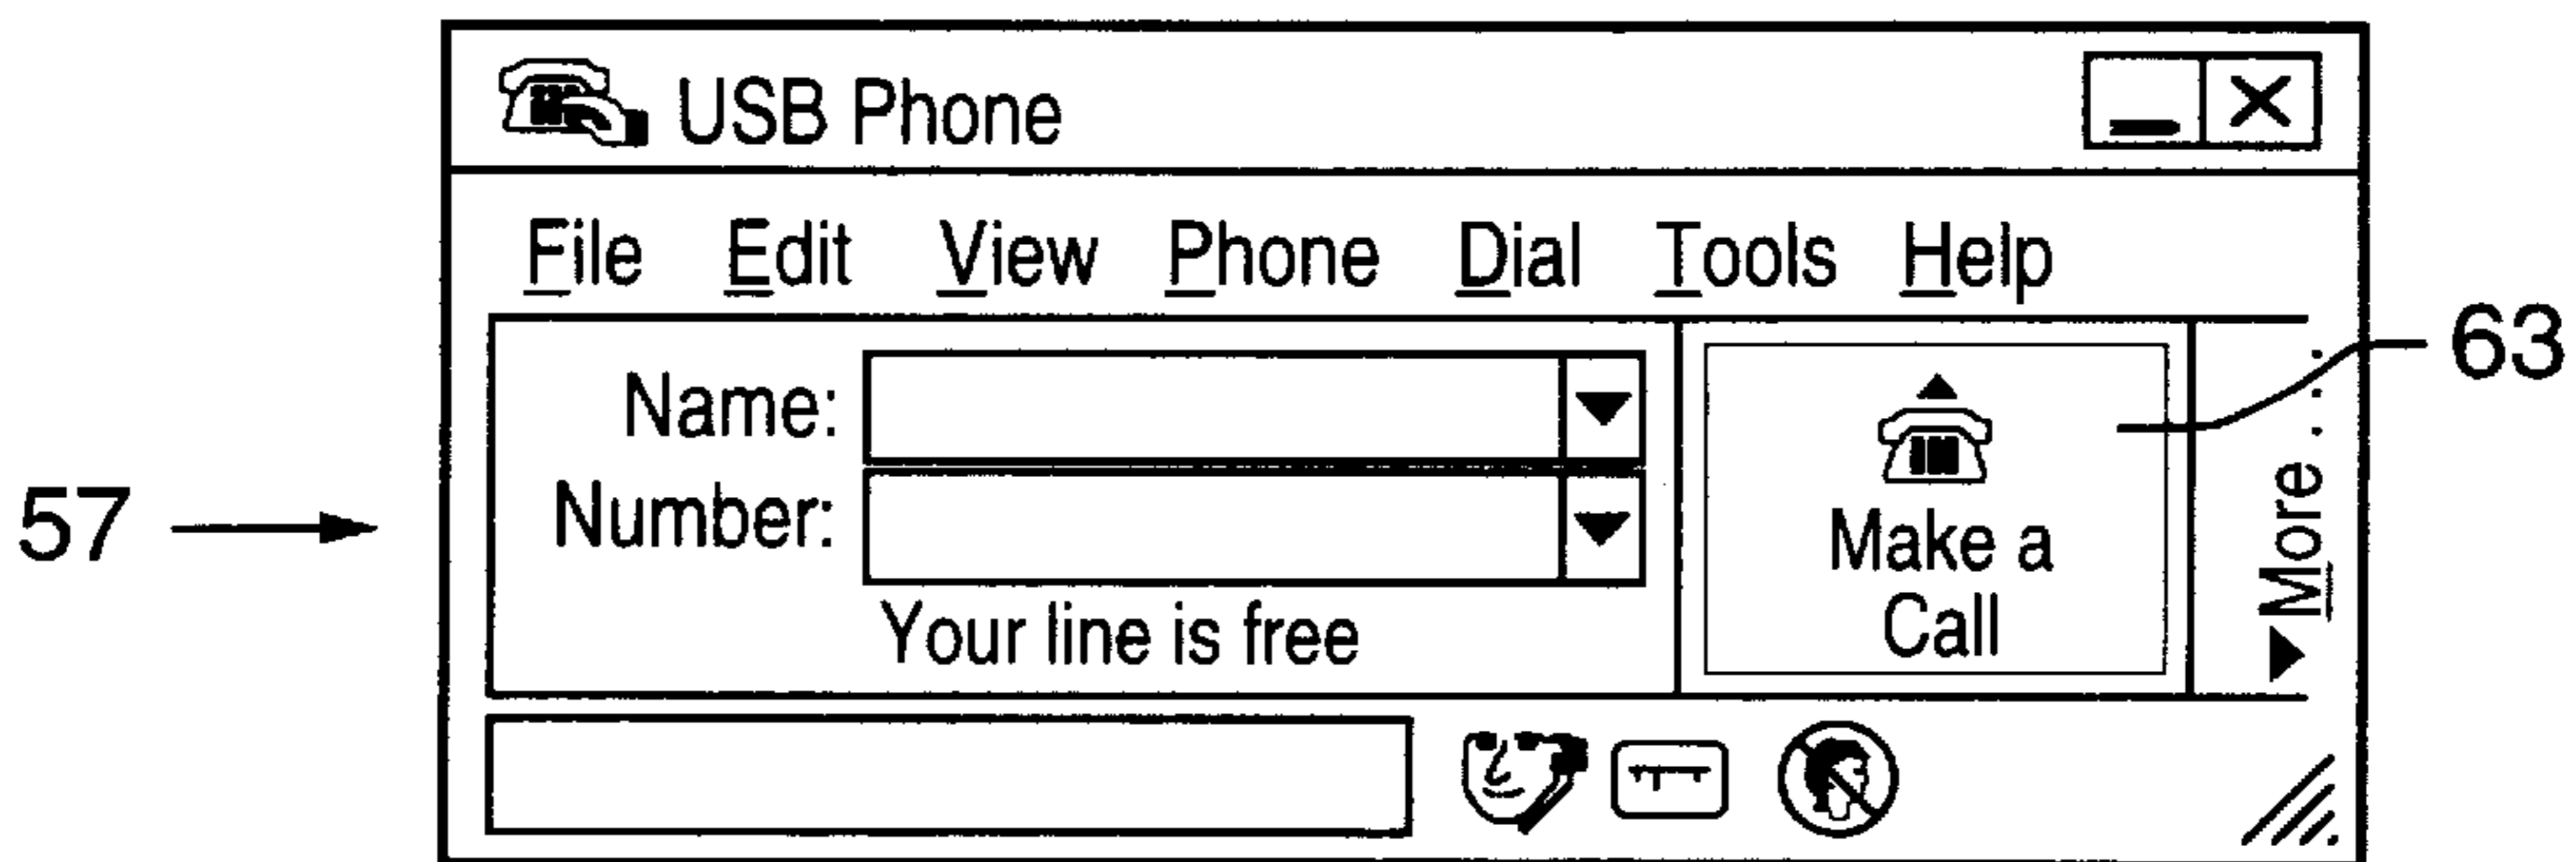 USB Phone
File Edit View Phone Dial Tools Help
Name:
Number:
Your line is free
Make a
Call
More . . .
63
57